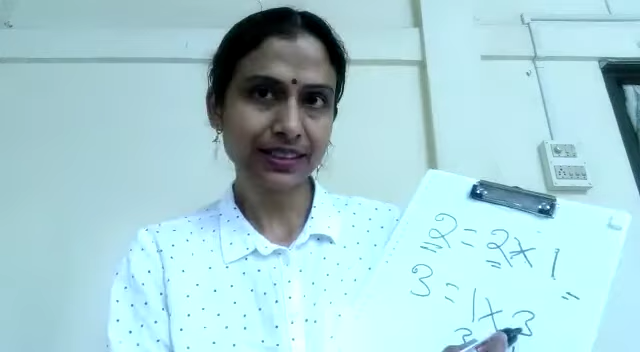 2 = 2 × 1
3 = 1 × 3